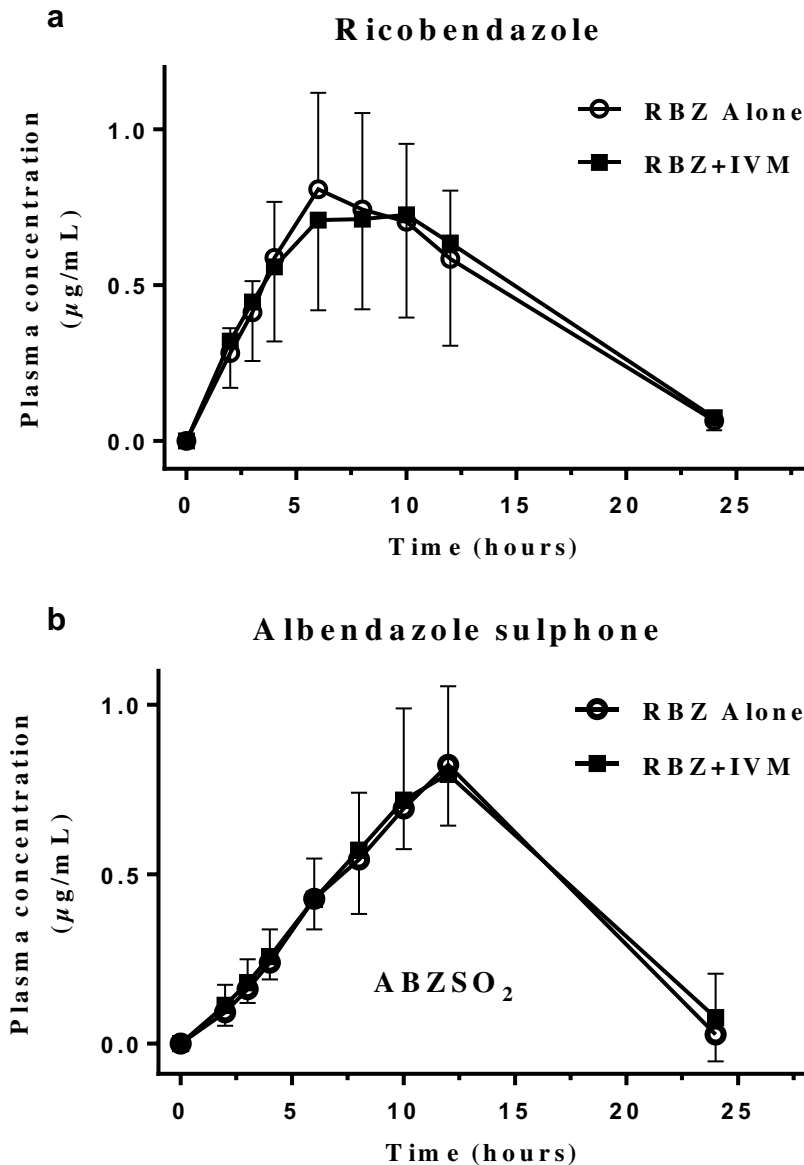 a
Ricobendazole
Plasma concentration
(µg/mL)
1.0
0.5
0.0
RBZ Alone
RBZ+IVM
0 5 10 15 20 25
Time (hours)
b
Albendazole sulphone
Plasma concentration
(µg/mL)
1.0
0.5
0.0
RBZ Alone
RBZ+IVM
ABZSO₂
0 5 10 15 20 25
Time (hours)